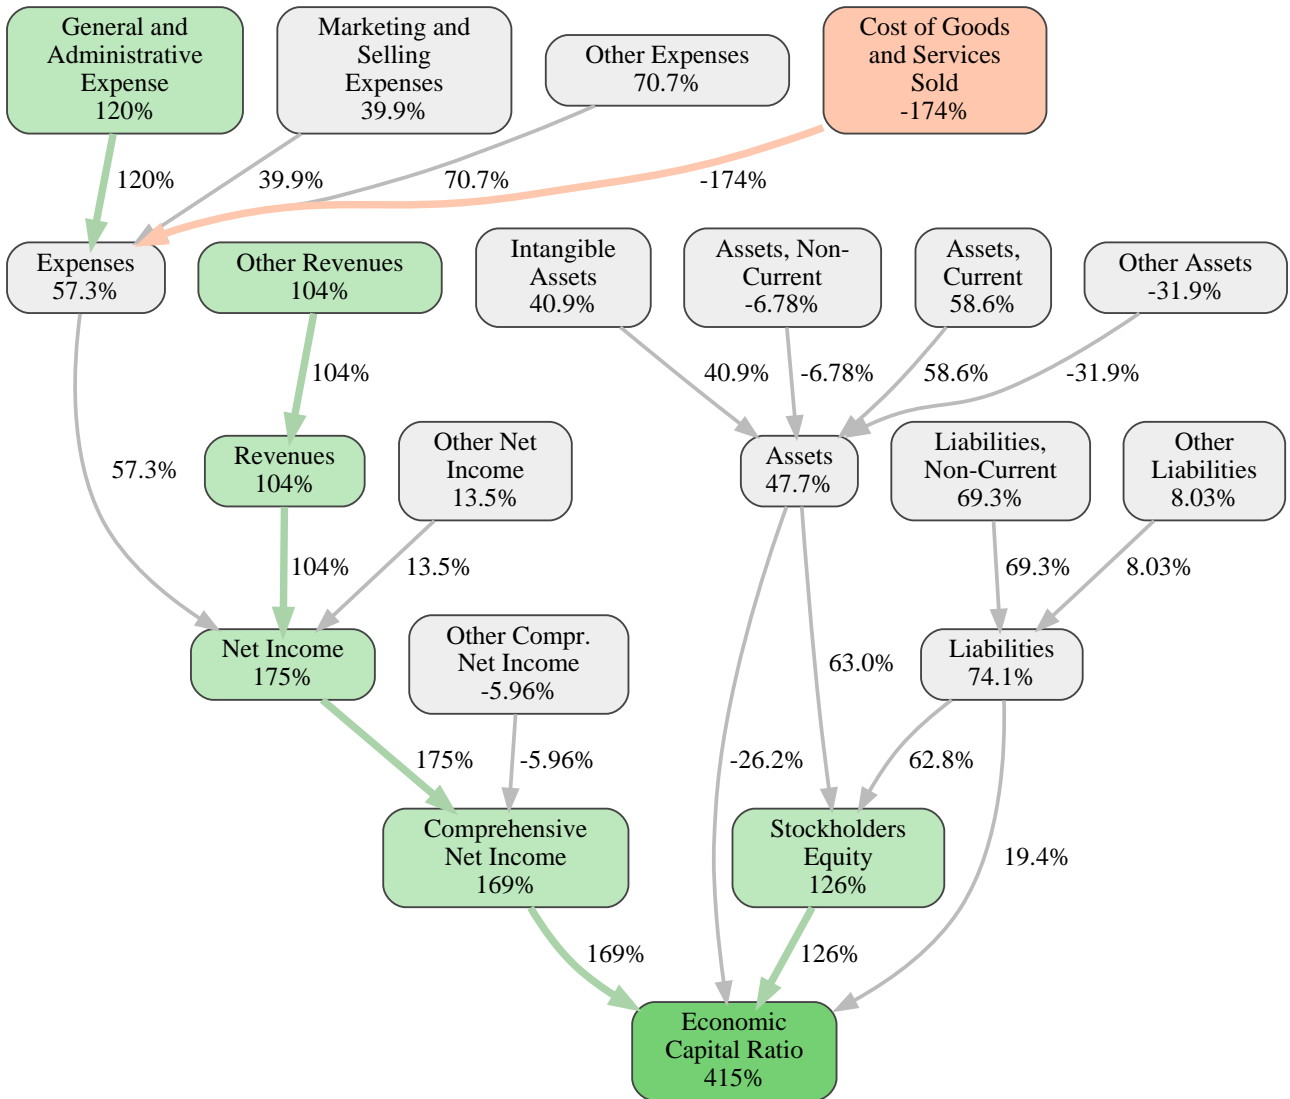 General and
Administrative
Expense
120%
Marketing and
Selling
Expenses
39.9%
Other Expenses
70.7%
Cost of Goods
and Services
Sold
-174%
120%
39.9%
70.7%
-174%
Expenses
57.3%
Other Revenues
104%
Intangible
Assets
40.9%
Assets, Non-
Current
-6.78%
Assets,
Current
58.6%
Other Assets
-31.9%
104%
40.9%
-6.78%
58.6%
-31.9%
57.3%
Revenues
104%
Other Net
Income
13.5%
Assets
47.7%
Liabilities,
Non-Current
69.3%
Other
Liabilities
8.03%
104%
13.5%
69.3%
8.03%
Net Income
175%
Other Compr.
Net Income
-5.96%
63.0%
Liabilities
74.1%
175%
-5.96%
-26.2%
62.8%
Comprehensive
Net Income
169%
Stockholders
Equity
126%
19.4%
169%
126%
Economic
Capital Ratio
415%